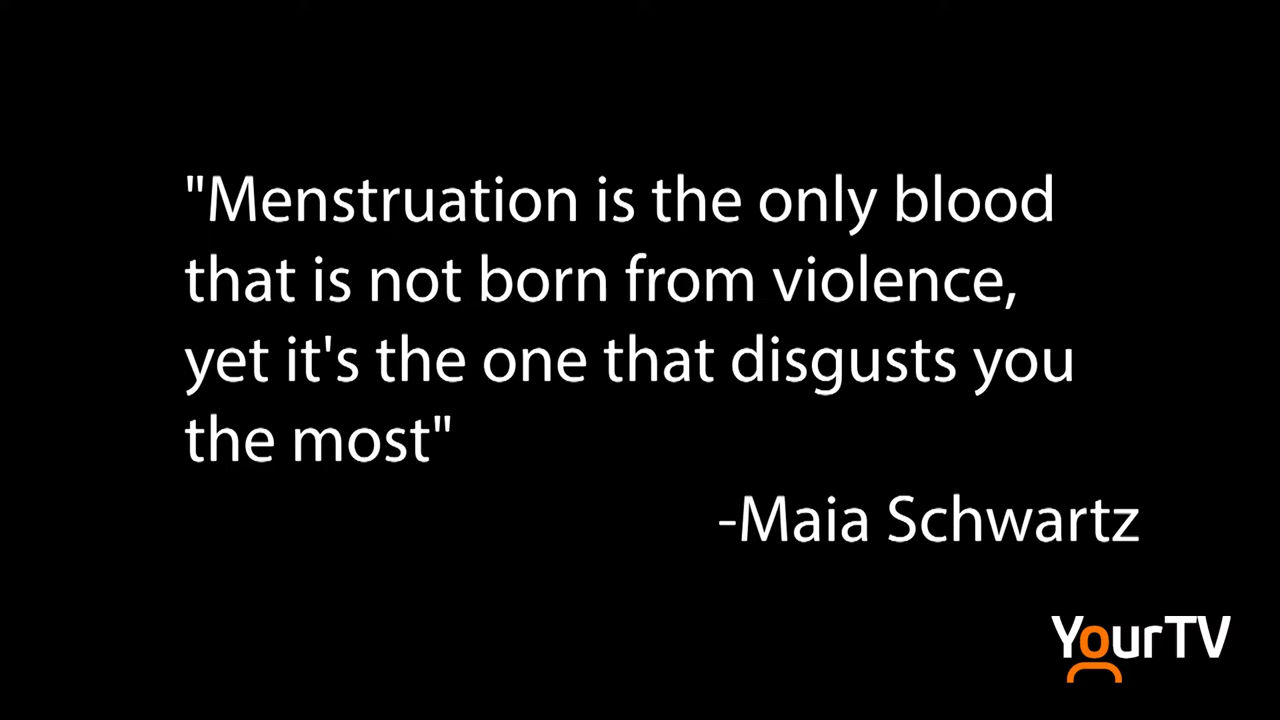 "Menstruation is the only blood
that is not born from violence,
yet it's the one that disgusts you
the most"
-Maia Schwartz
YourTV